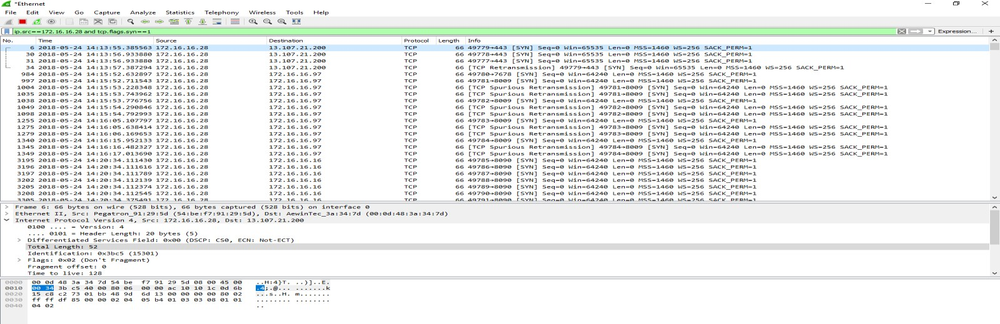 *Ethernet
File Edit View Go Capture Analyze Statistics Telephony Wireless Tools Help
ip.src==172.16.16.28 and tcp.flags.syn==1 Expression... +
No. Time Source Destination Protocol Length Info
6 2018-05-24 14:13:55.385563 172.16.16.28 13.107.21.200 TCP 66 49779→443 [SYN] Seq=0 Win=65535 Len=0 MSS=1460 WS=256 SACK_PERM=1
30 2018-05-24 14:13:56.933880 172.16.16.28 13.107.21.200 TCP 66 49778→443 [SYN] Seq=0 Win=65535 Len=0 MSS=1460 WS=256 SACK_PERM=1
31 2018-05-24 14:13:56.933880 172.16.16.28 13.107.21.200 TCP 66 49777→443 [SYN] Seq=0 Win=65535 Len=0 MSS=1460 WS=256 SACK_PERM=1
34 2018-05-24 14:13:57.387294 172.16.16.28 13.107.21.200 TCP 66 [TCP Retransmission] 49779→443 [SYN] Seq=0 Win=65535 Len=0 MSS=1460 WS=256 SACK_PERM=1
984 2018-05-24 14:15:52.632897 172.16.16.28 172.16.16.97 TCP 66 49780→7678 [SYN] Seq=0 Win=64240 Len=0 MSS=1460 WS=256 SACK_PERM=1
997 2018-05-24 14:15:52.711543 172.16.16.28 172.16.16.97 TCP 66 49781→8009 [SYN] Seq=0 Win=64240 Len=0 MSS=1460 WS=256 SACK_PERM=1
1004 2018-05-24 14:15:53.228348 172.16.16.28 172.16.16.97 TCP 66 [TCP Spurious Retransmission] 49781→8009 [SYN] Seq=0 Win=64240 Len=0 MSS=1460 WS=256 SACK_PERM=1
1035 2018-05-24 14:15:53.743962 172.16.16.28 172.16.16.97 TCP 66 [TCP Spurious Retransmission] 49781→8009 [SYN] Seq=0 Win=64240 Len=0 MSS=1460 WS=256 SACK_PERM=1
1038 2018-05-24 14:15:53.776756 172.16.16.28 172.16.16.97 TCP 66 49782→8009 [SYN] Seq=0 Win=64240 Len=0 MSS=1460 WS=256 SACK_PERM=1
1049 2018-05-24 14:15:54.290846 172.16.16.28 172.16.16.97 TCP 66 [TCP Spurious Retransmission] 49782→8009 [SYN] Seq=0 Win=64240 Len=0 MSS=1460 WS=256 SACK_PERM=1
1098 2018-05-24 14:15:54.792993 172.16.16.28 172.16.16.97 TCP 66 [TCP Spurious Retransmission] 49782→8009 [SYN] Seq=0 Win=64240 Len=0 MSS=1460 WS=256 SACK_PERM=1
1255 2018-05-24 14:16:05.107797 172.16.16.28 172.16.16.97 TCP 66 49783→8009 [SYN] Seq=0 Win=64240 Len=0 MSS=1460 WS=256 SACK_PERM=1
1275 2018-05-24 14:16:05.638414 172.16.16.28 172.16.16.97 TCP 66 [TCP Spurious Retransmission] 49783→8009 [SYN] Seq=0 Win=64240 Len=0 MSS=1460 WS=256 SACK_PERM=1
1279 2018-05-24 14:16:06.169653 172.16.16.28 172.16.16.97 TCP 66 [TCP Spurious Retransmission] 49783→8009 [SYN] Seq=0 Win=64240 Len=0 MSS=1460 WS=256 SACK_PERM=1
1340 2018-05-24 14:16:15.952133 172.16.16.28 172.16.16.97 TCP 66 49784→8009 [SYN] Seq=0 Win=64240 Len=0 MSS=1460 WS=256 SACK_PERM=1
1345 2018-05-24 14:16:16.482327 172.16.16.28 172.16.16.97 TCP 66 [TCP Spurious Retransmission] 49784→8009 [SYN] Seq=0 Win=64240 Len=0 MSS=1460 WS=256 SACK_PERM=1
1349 2018-05-24 14:16:17.013690 172.16.16.28 172.16.16.97 TCP 66 [TCP Spurious Retransmission] 49784→8009 [SYN] Seq=0 Win=64240 Len=0 MSS=1460 WS=256 SACK_PERM=1
3195 2018-05-24 14:20:34.111430 172.16.16.28 172.16.16.16 TCP 66 49785→8090 [SYN] Seq=0 Win=64240 Len=0 MSS=1460 WS=256 SACK_PERM=1
3196 2018-05-24 14:20:34.111616 172.16.16.28 172.16.16.16 TCP 66 49786→8090 [SYN] Seq=0 Win=64240 Len=0 MSS=1460 WS=256 SACK_PERM=1
3197 2018-05-24 14:20:34.111789 172.16.16.28 172.16.16.16 TCP 66 49787→8090 [SYN] Seq=0 Win=64240 Len=0 MSS=1460 WS=256 SACK_PERM=1
3202 2018-05-24 14:20:34.112139 172.16.16.28 172.16.16.16 TCP 66 49788→8090 [SYN] Seq=0 Win=64240 Len=0 MSS=1460 WS=256 SACK_PERM=1
3205 2018-05-24 14:20:34.112374 172.16.16.28 172.16.16.16 TCP 66 49789→8090 [SYN] Seq=0 Win=64240 Len=0 MSS=1460 WS=256 SACK_PERM=1
3208 2018-05-24 14:20:34.112545 172.16.16.28 172.16.16.16 TCP 66 49790→8090 [SYN] Seq=0 Win=64240 Len=0 MSS=1460 WS=256 SACK_PERM=1
3305 2018-05-24 14:20:34.375491 172.16.16.28 172.16.16.16 TCP 66 49791→8090 [SYN] Seq=0 Win=64240 Len=0 MSS=1460 WS=256 SACK_PERM=1
Frame 6: 66 bytes on wire (528 bits), 66 bytes captured (528 bits) on interface 0
Ethernet II, Src: Pegatron_91:29:5d (54:be:f7:91:29:5d), Dst: AewinTec_3a:34:7d (00:0d:48:3a:34:7d)
Internet Protocol Version 4, Src: 172.16.16.28, Dst: 13.107.21.200
0100 .... = Version: 4
.... 0101 = Header Length: 20 bytes (5)
Differentiated Services Field: 0x00 (DSCP: CS0, ECN: Not-ECT)
Total Length: 52
Identification: 0x3bc5 (15301)
Flags: 0x02 (Don't Fragment)
Fragment offset: 0
Time to live: 128
0000 00 0d 48 3a 34 7d 54 be f7 91 29 5d 08 00 45 00 ..H:4}T. ..)]..E.
0010 00 34 3b c5 40 00 80 06 00 00 ac 10 10 1c 0d 6b .4;.@... .......k
0020 15 c8 c2 73 01 bb 48 9d 6d 13 00 00 00 00 80 02 ...s..H. m.......
0030 ff ff df 85 00 00 02 04 05 b4 01 03 03 08 01 01 ........ ........
0040 04 02 ..